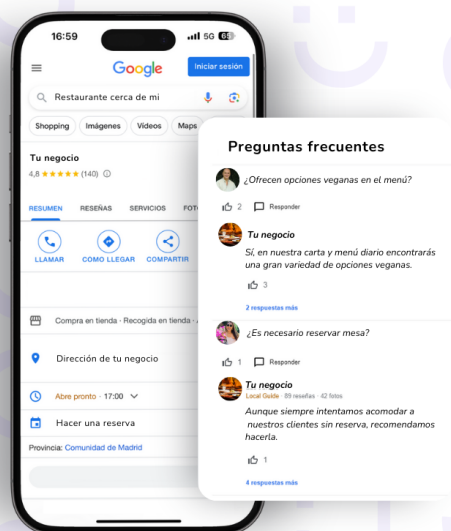 16:59
5G 69
Google
Iniciar sesión
Restaurante cerca de mi
Shopping
Imágenes
Vídeos
Maps
Tu negocio
4,8 ★★★★★ (140)
RESUMEN
RESEÑAS
SERVICIOS
LLAMAR
COMO LLEGAR
COMPARTIR
Compra en tienda · Recogida en tienda ·
Dirección de tu negocio
Abre pronto · 17:00
Hacer una reserva
Provincia: Comunidad de Madrid
Preguntas frecuentes
¿Ofrecen opciones veganas en el menú?
2 Responder
Tu negocio
Sí, en nuestra carta y menú diario encontrarás
una gran variedad de opciones veganas.
3
2 respuestas más
¿Es necesario reservar mesa?
1 Responder
Tu negocio
Local Guide · 89 reseñas · 42 fotos
Aunque siempre intentamos acomodar a
nuestros clientes sin reserva, recomendamos
hacerla.
1
4 respuestas más